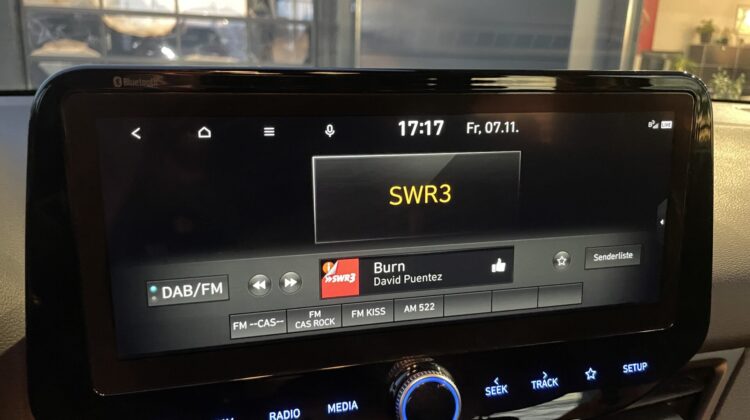 Bluetooth
17:17 Fr, 07.11.
SWR3
SWR3
Burn
David Puentez
DAB/FM
Senderliste
FM --CAS--
FM
CAS ROCK
FM KISS
AM 522
RADIO
MEDIA
SEEK
TRACK
SETUP